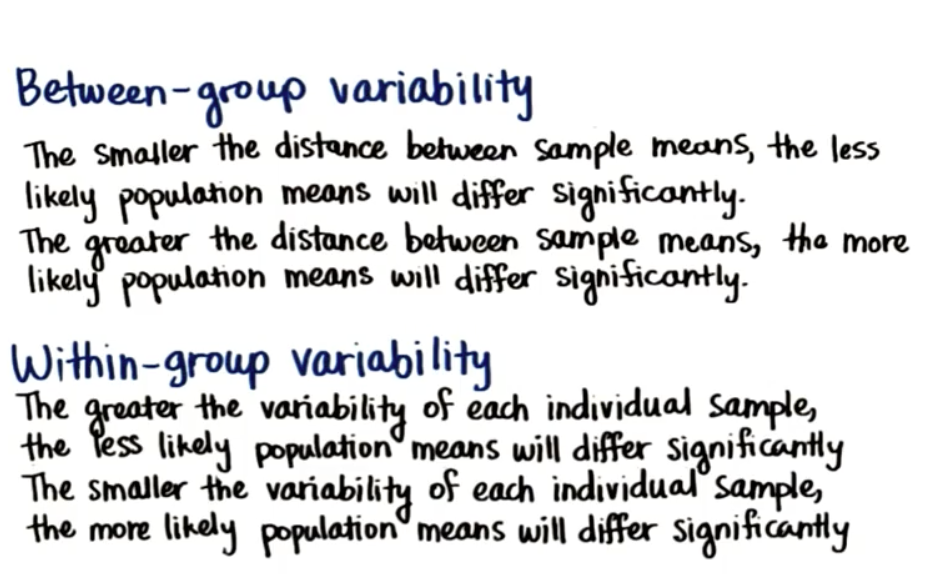 Between-group variability
The smaller the distance between sample means, the less
likely population means will differ significantly.
The greater the distance between sample means, the more
likely population means will differ significantly.
Within-group variability
The greater the variability of each individual sample,
the less likely population means will differ significantly
The smaller the variability of each individual sample,
the more likely population means will differ significantly